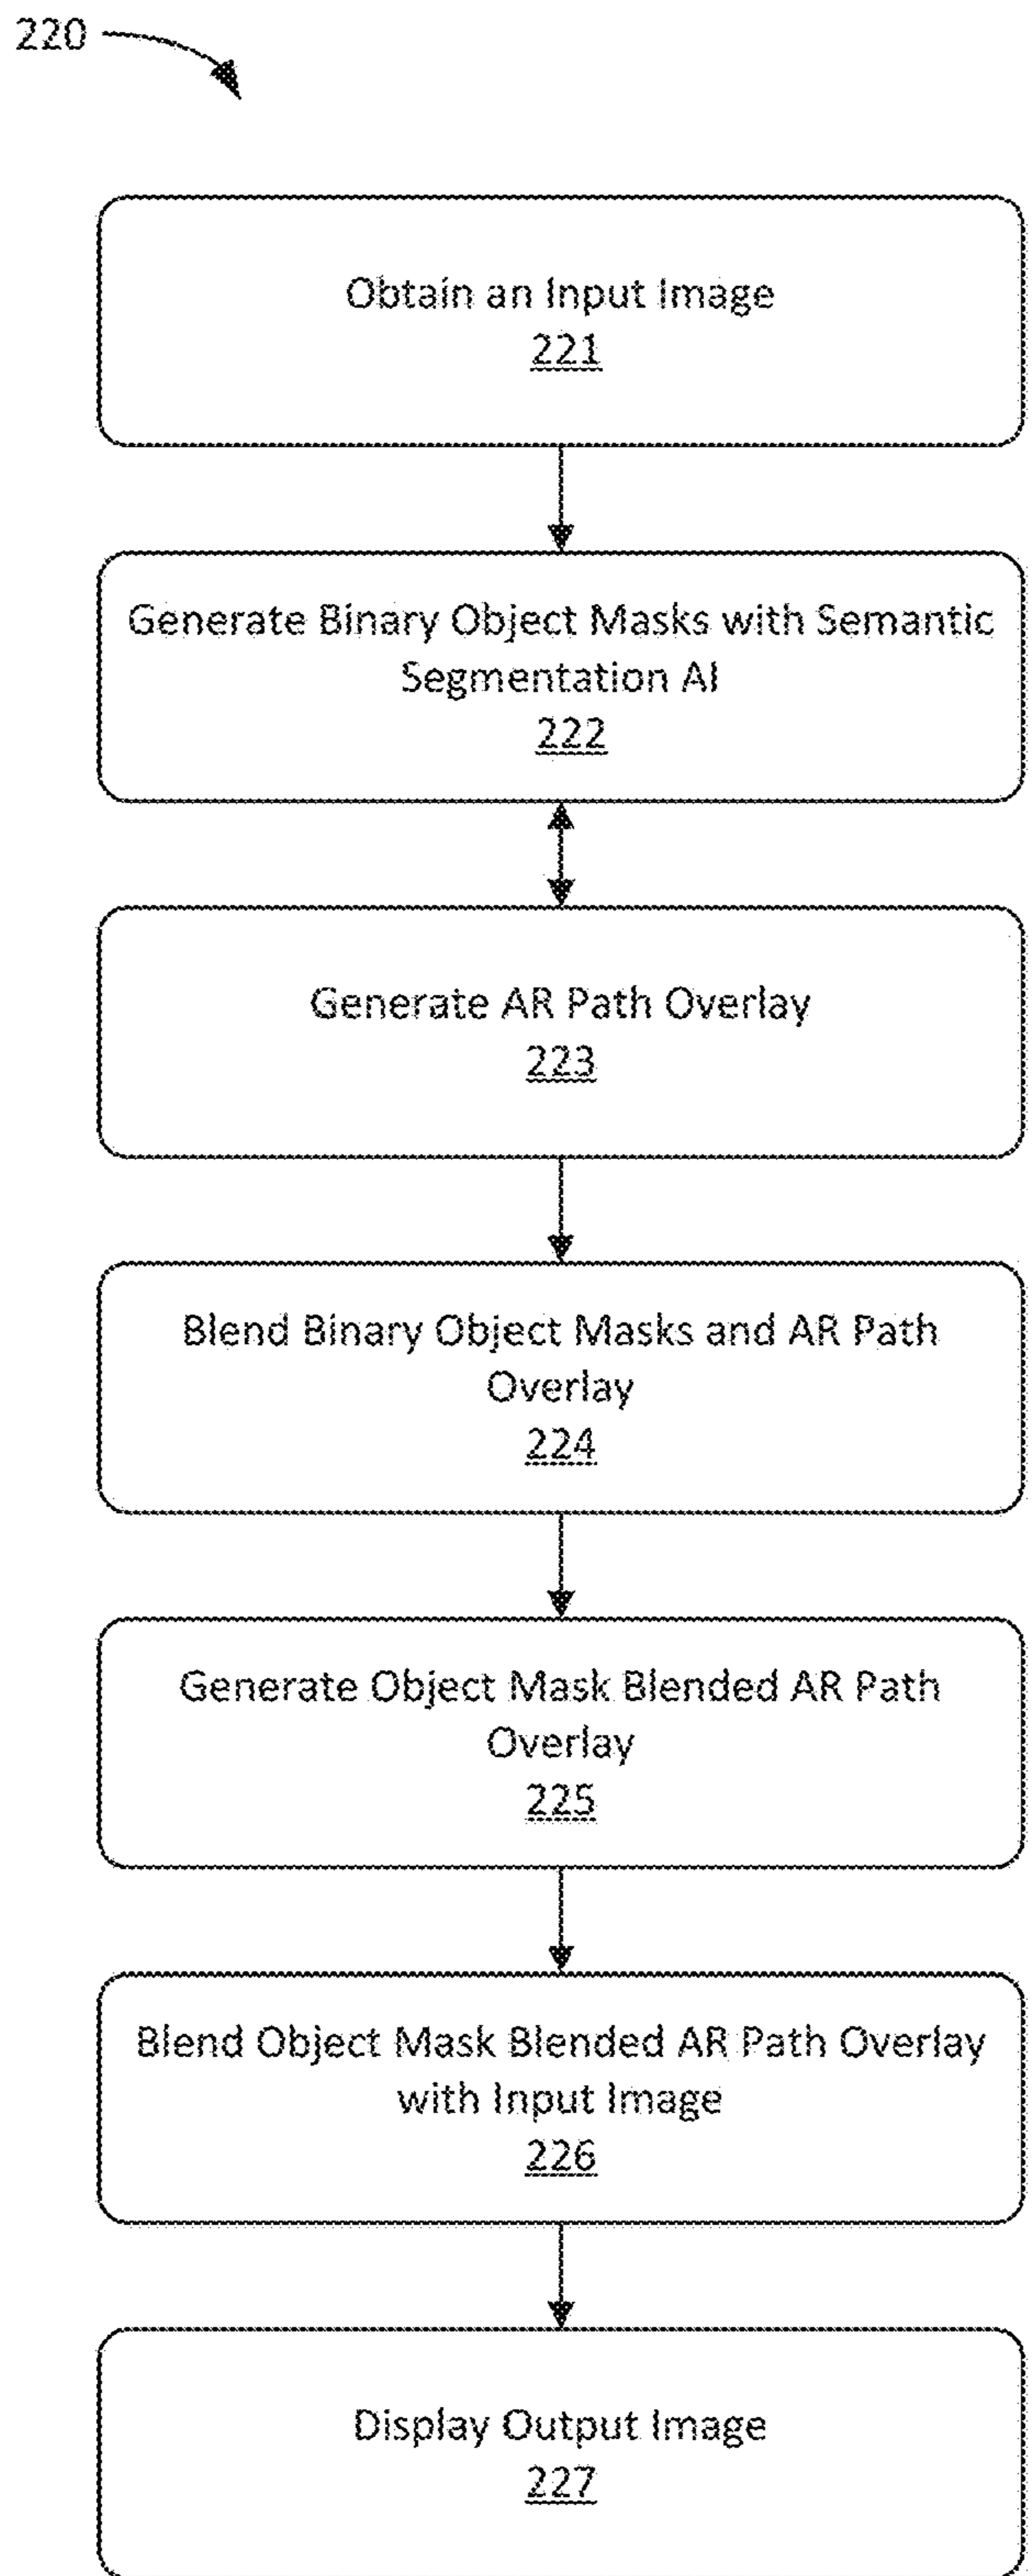 220
Obtain an Input Image
221
Generate Binary Object Masks with Semantic
Segmentation AI
222
Generate AR Path Overlay
223
Blend Binary Object Masks and AR Path
Overlay
224
Generate Object Mask Blended AR Path
Overlay
225
Blend Object Mask Blended AR Path Overlay
with Input Image
226
Display Output Image
227